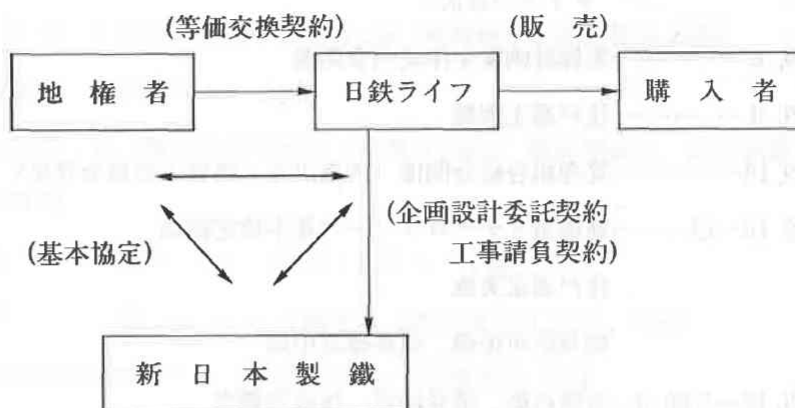 (等価交換契約) (販 売)
地 権 者 日鉄ライフ 購 入 者
(企画設計委託契約
(基本協定) 工事請負契約)
新 日 本 製 鐵